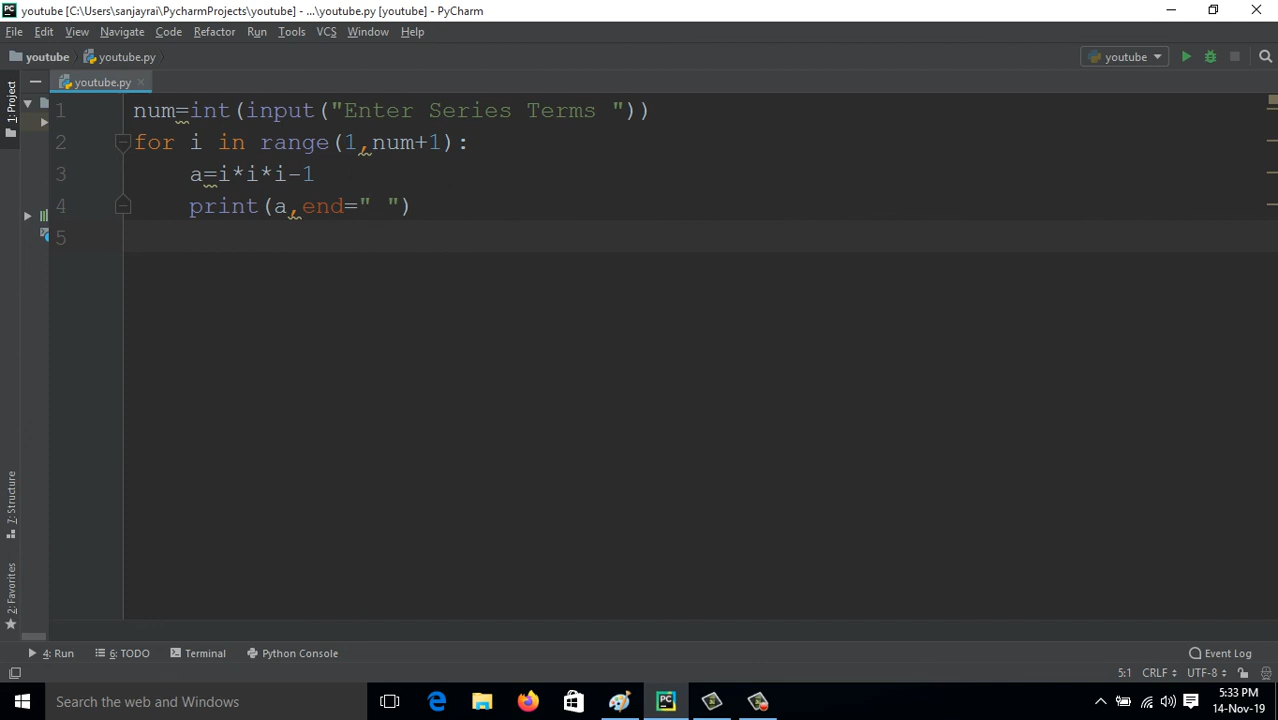 youtube [C:\Users\sanjayrai\PycharmProjects\youtube] - ...\youtube.py [youtube] - PyCharm
File Edit View Navigate Code Refactor Run Tools VCS Window Help
youtube youtube.py youtube
1: Project
youtube.py
1 num=int(input("Enter Series Terms "))
2 for i in range(1,num+1):
3 a=i*i*i-1
4 print(a,end=" ")
5
7: Structure
2: Favorites
4: Run 6: TODO Terminal Python Console Event Log
5:1 CRLF UTF-8
Search the web and Windows
5:33 PM
14-Nov-19